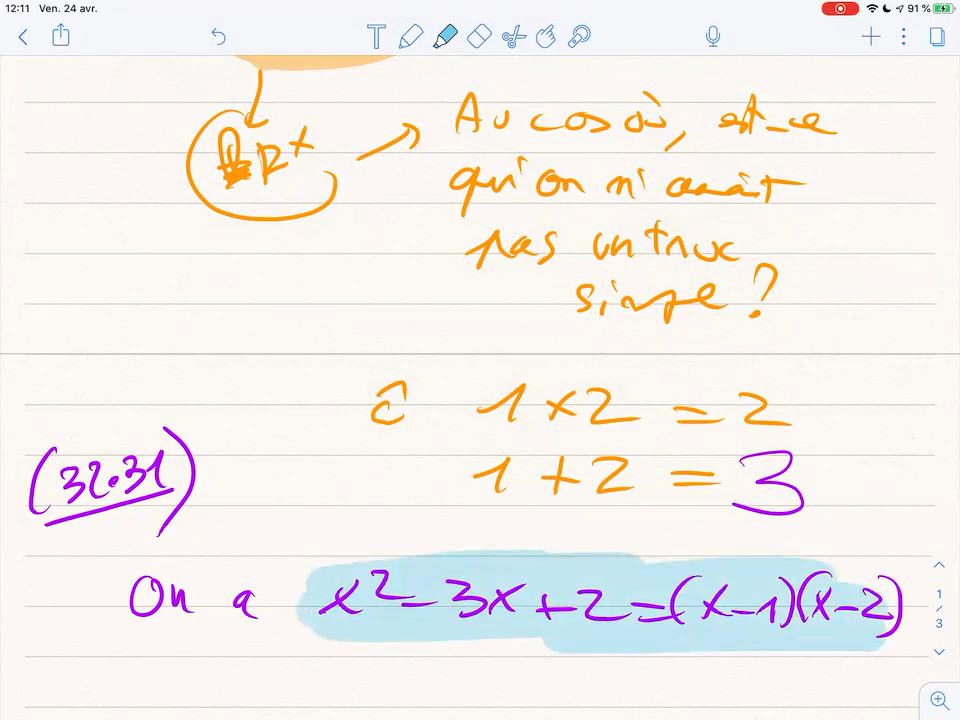 12:11 Ven. 24 avr.
91 %
T
Au cas où, est-ce
qu'on n'aurait
pas un truc
simple ?
1 × 2 = 2
1 + 2 = 3
(32.31)
On a x² - 3x + 2 = (x-1)(x-2)
1
/
3